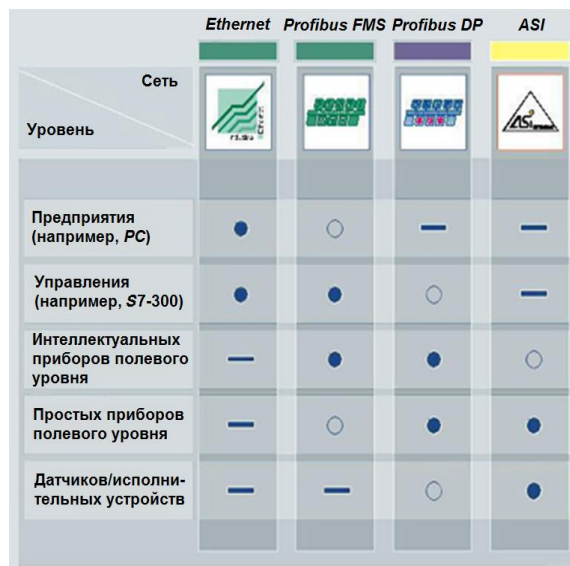 Ethernet Profibus FMS Profibus DP ASI
Сеть
Уровень
ASi
Предприятия
(например, PC)
Управления
(например, S7-300)
Интеллектуальных
приборов полевого
уровня
Простых приборов
полевого уровня
Датчиков/исполни-
тельных устройств